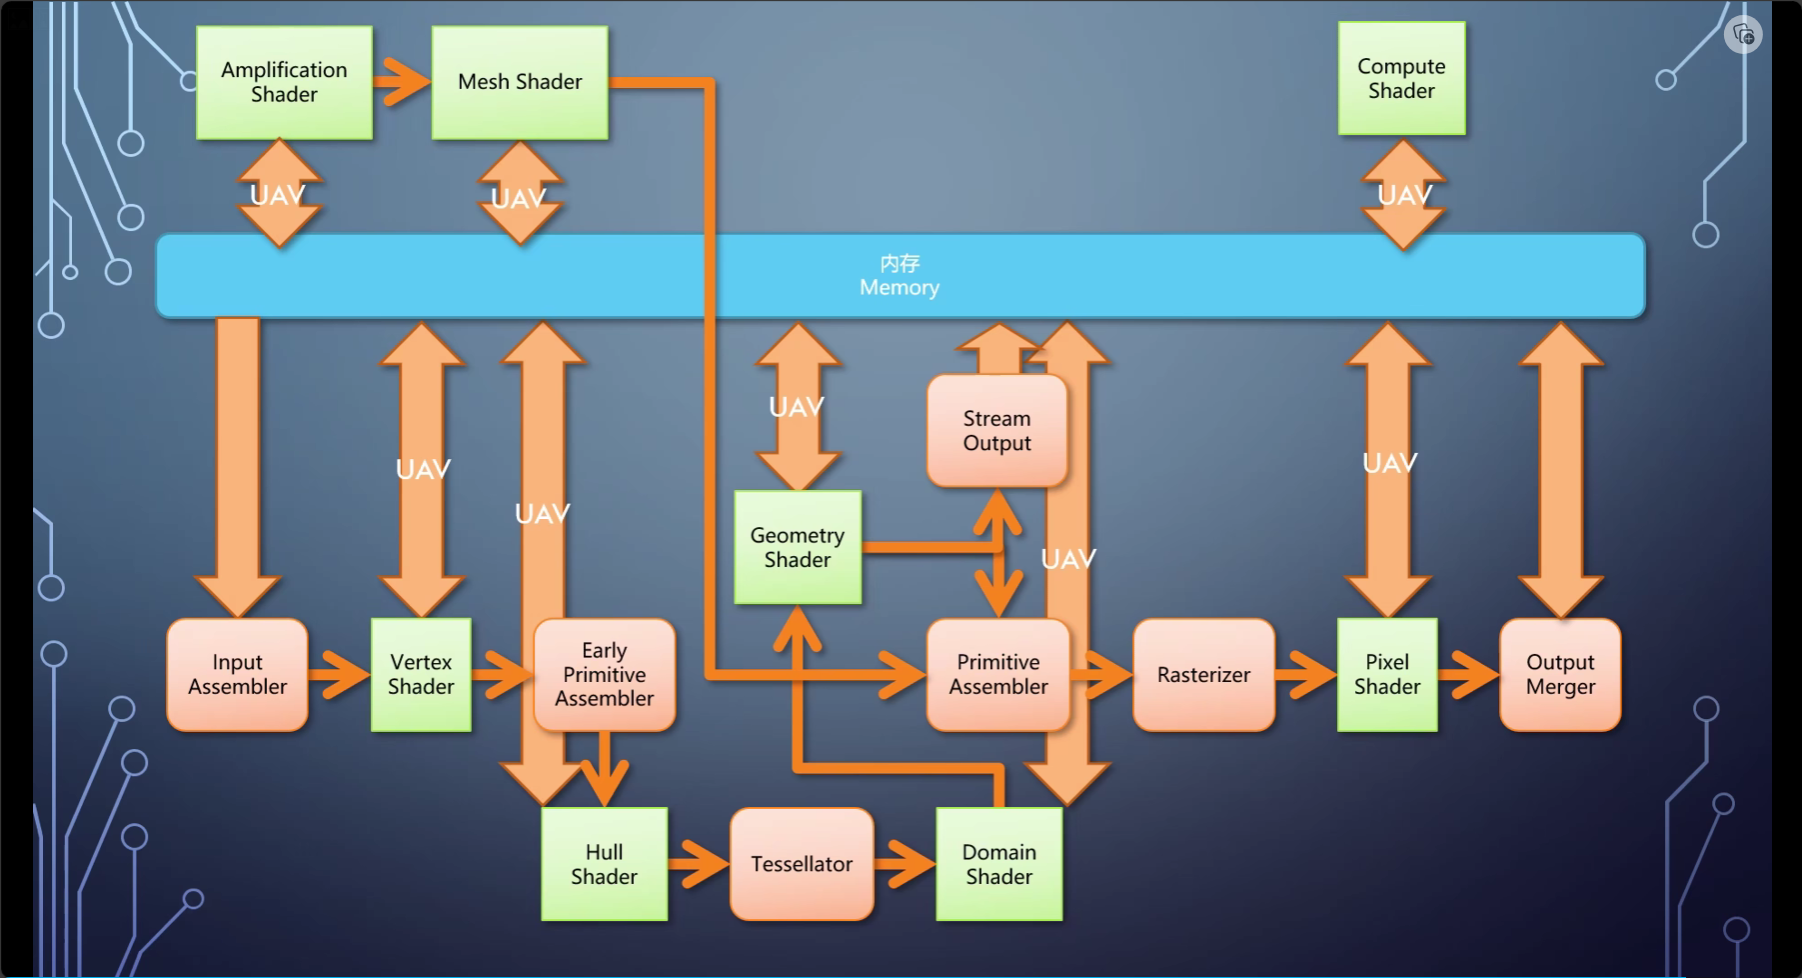 Amplification
Shader
Mesh Shader
Compute
Shader
UAV
UAV
UAV
内存
Memory
UAV
UAV
UAV
Stream
Output
UAV
UAV
Geometry
Shader
Input
Assembler
Vertex
Shader
Early
Primitive
Assembler
Primitive
Assembler
Rasterizer
Pixel
Shader
Output
Merger
Hull
Shader
Tessellator
Domain
Shader